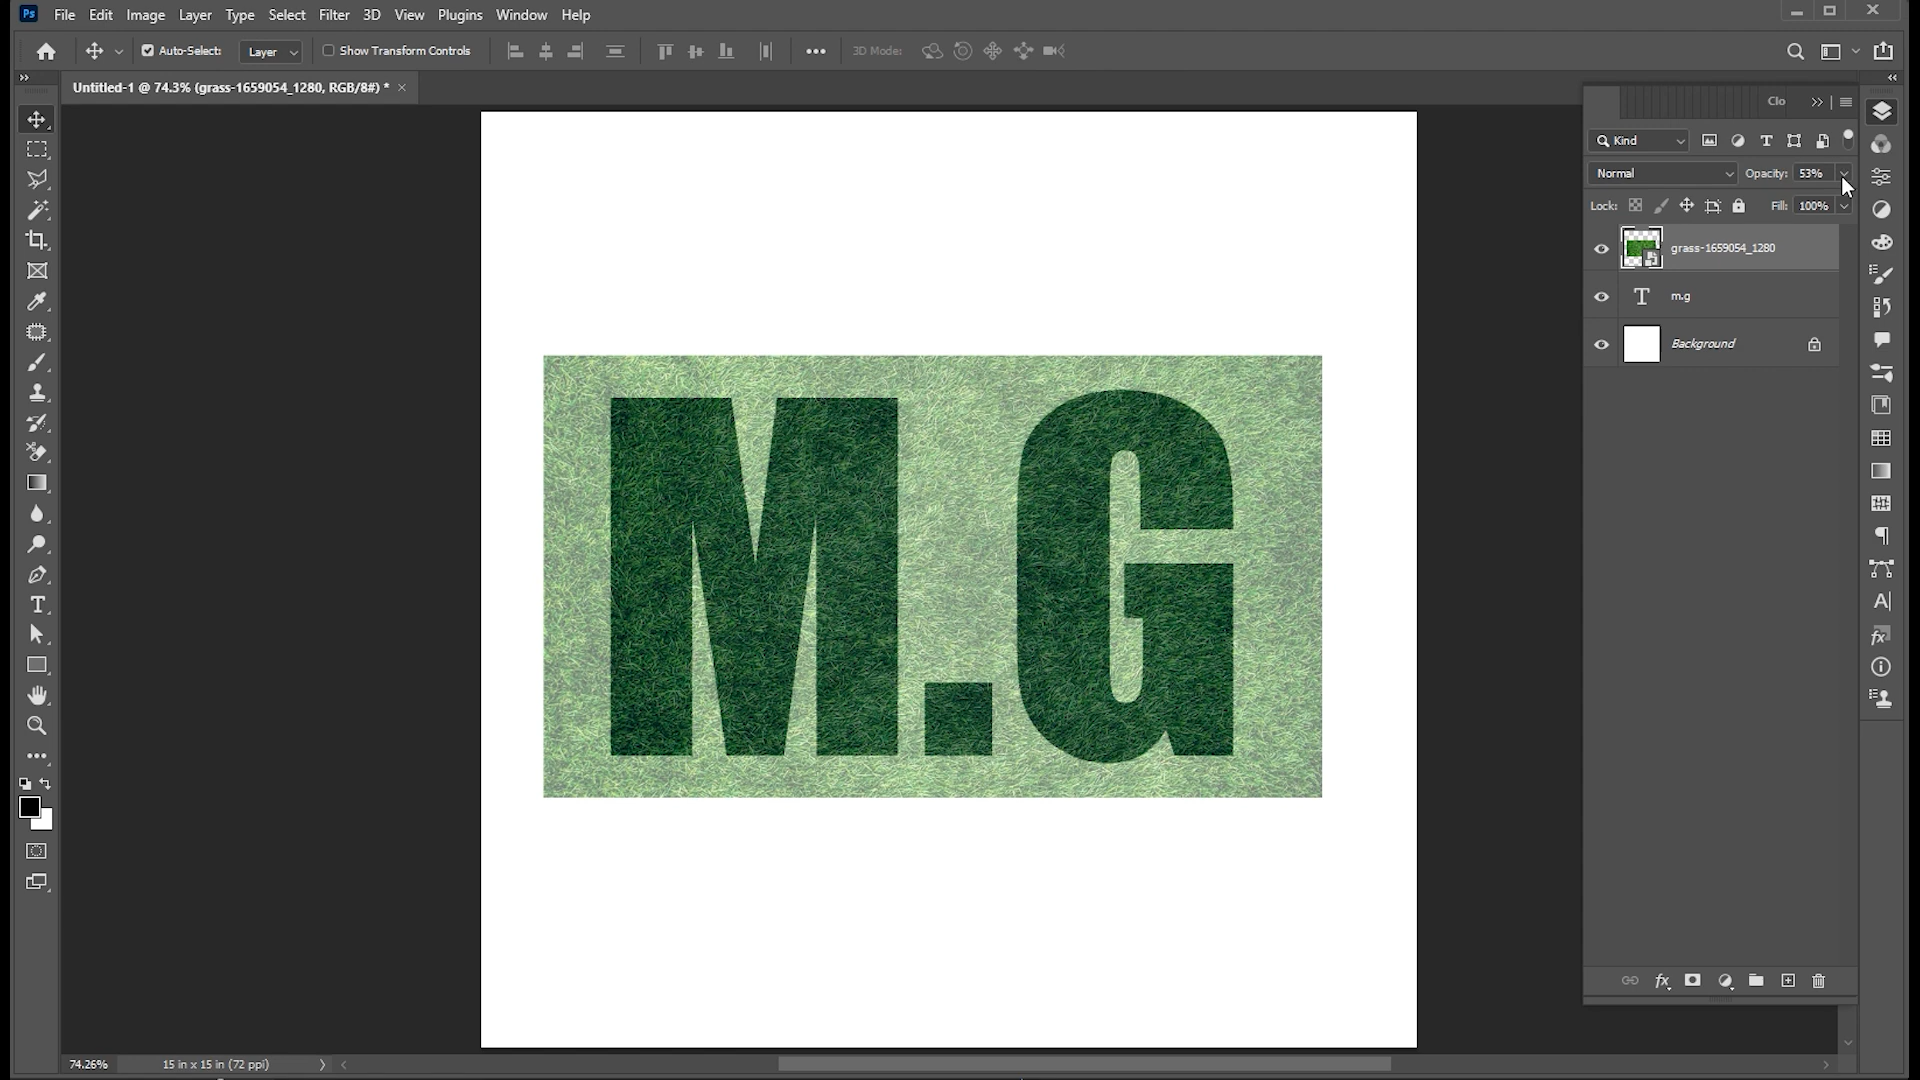 Ps File Edit Image Layer Type Select Filter 3D View Plugins Window Help
Auto-Select: Layer Show Transform Controls 3D Mode:
Untitled-1 @ 74.3% (grass-1659054_1280, RGB/8#) *
Clo
Kind
Normal Opacity: 53%
Lock: Fill: 100%
grass-1659054_1280
m.g
Background
M.G
74.26% 15 in x 15 in (72 ppi)